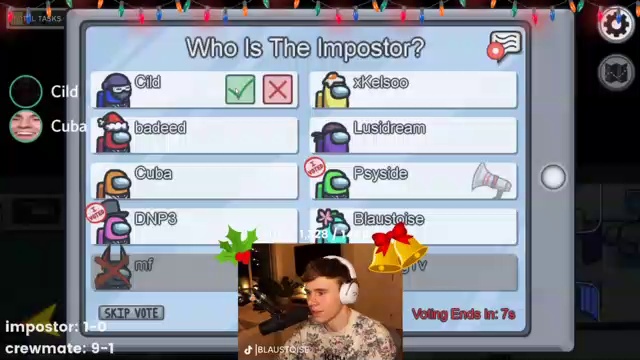 TOTAL TASKS
Who Is The Impostor?
Cild
xKelsoo
Cild
badeed
Lusidream
Cuba
Cuba
Psyside
I VOTED
I VOTED
DNP3
Blaustoise
mf
SKIP VOTE
Voting Ends In: 7s
impostor: 1-0
crewmate: 9-1
BLAUSTOISE